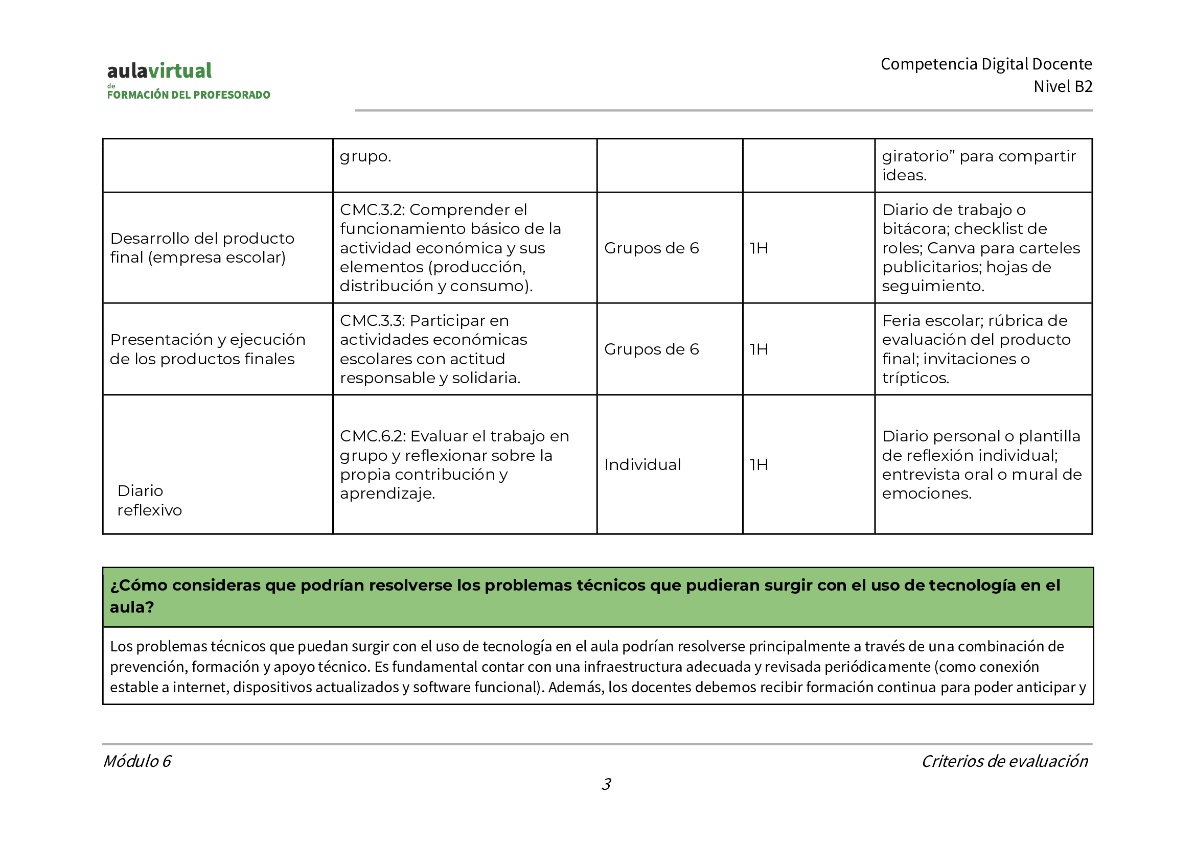 aulavirtual
de
FORMACIÓN DEL PROFESORADO
Competencia Digital Docente
Nivel B2
grupo.
giratorio” para compartir
ideas.
Desarrollo del producto
final (empresa escolar)
CMC.3.2: Comprender el
funcionamiento básico de la
actividad económica y sus
elementos (producción,
distribución y consumo).
Grupos de 6
1H
Diario de trabajo o
bitácora; checklist de
roles; Canva para carteles
publicitarios; hojas de
seguimiento.
Presentación y ejecución
de los productos finales
CMC.3.3: Participar en
actividades económicas
escolares con actitud
responsable y solidaria.
Grupos de 6
1H
Feria escolar; rúbrica de
evaluación del producto
final; invitaciones o
trípticos.
Diario
reflexivo
CMC.6.2: Evaluar el trabajo en
grupo y reflexionar sobre la
propia contribución y
aprendizaje.
Individual
1H
Diario personal o plantilla
de reflexión individual;
entrevista oral o mural de
emociones.
¿Cómo consideras que podrían resolverse los problemas técnicos que pudieran surgir con el uso de tecnología en el
aula?
Los problemas técnicos que puedan surgir con el uso de tecnología en el aula podrían resolverse principalmente a través de una combinación de
prevención, formación y apoyo técnico. Es fundamental contar con una infraestructura adecuada y revisada periódicamente (como conexión
estable a internet, dispositivos actualizados y software funcional). Además, los docentes debemos recibir formación continua para poder anticipar y
Módulo 6
Criterios de evaluación
3